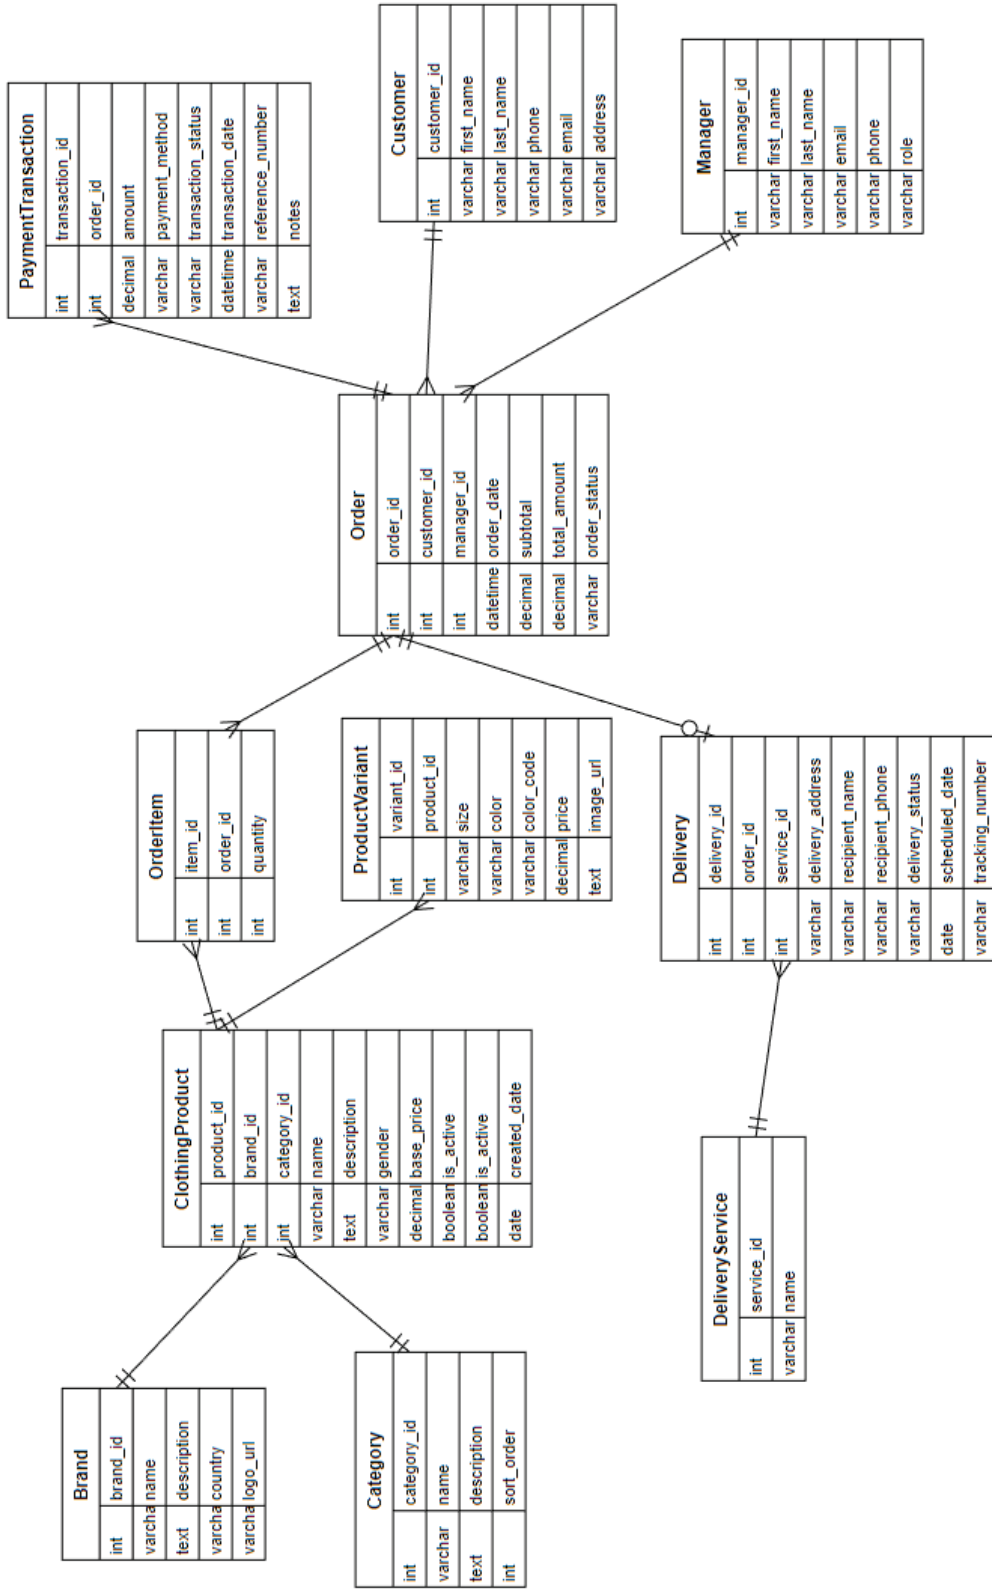 Brand
int brand_id
varcha name
text description
varcha country
varcha logo_url
Category
int category_id
varchar name
text description
int sort_order
ClothingProduct
int product_id
int brand_id
int category_id
varchar name
text description
varchar gender
decimal base_price
boolean is_active
boolean is_active
date created_date
DeliveryService
int service_id
varchar name
OrderItem
int item_id
int order_id
int quantity
ProductVariant
int variant_id
int product_id
varchar size
varchar color
varchar color_code
decimal price
text image_url
Delivery
int delivery_id
int order_id
int service_id
varchar delivery_address
varchar recipient_name
varchar recipient_phone
varchar delivery_status
date scheduled_date
varchar tracking_number
Order
int order_id
int customer_id
int manager_id
datetime order_date
decimal subtotal
decimal total_amount
varchar order_status
PaymentTransaction
int transaction_id
int order_id
decimal amount
varchar payment_method
varchar transaction_status
datetime transaction_date
varchar reference_number
text notes
Customer
int customer_id
varchar first_name
varchar last_name
varchar phone
varchar email
varchar address
Manager
int manager_id
varchar first_name
varchar last_name
varchar email
varchar phone
varchar role